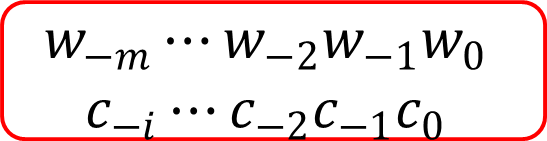 w₋ₘ ⋯ w₋₂w₋₁w₀
c₋ᵢ ⋯ c₋₂c₋₁c₀